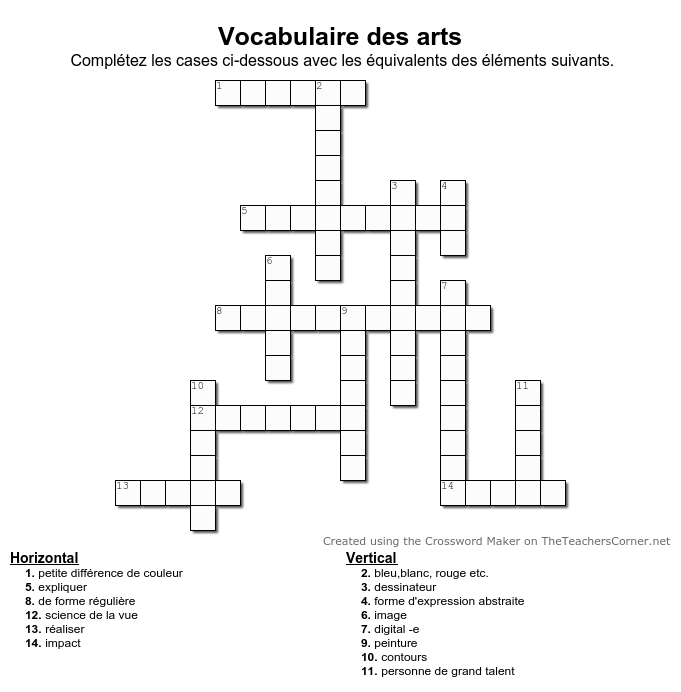 Vocabulaire des arts
Complétez les cases ci-dessous avec les équivalents des éléments suivants.
1 2
3 4
5
6
7
8 9
10 11
12
13 14
Created using the Crossword Maker on TheTeachersCorner.net
Horizontal
1. petite différence de couleur
5. expliquer
8. de forme régulière
12. science de la vue
13. réaliser
14. impact
Vertical
2. bleu,blanc, rouge etc.
3. dessinateur
4. forme d'expression abstraite
6. image
7. digital -e
9. peinture
10. contours
11. personne de grand talent